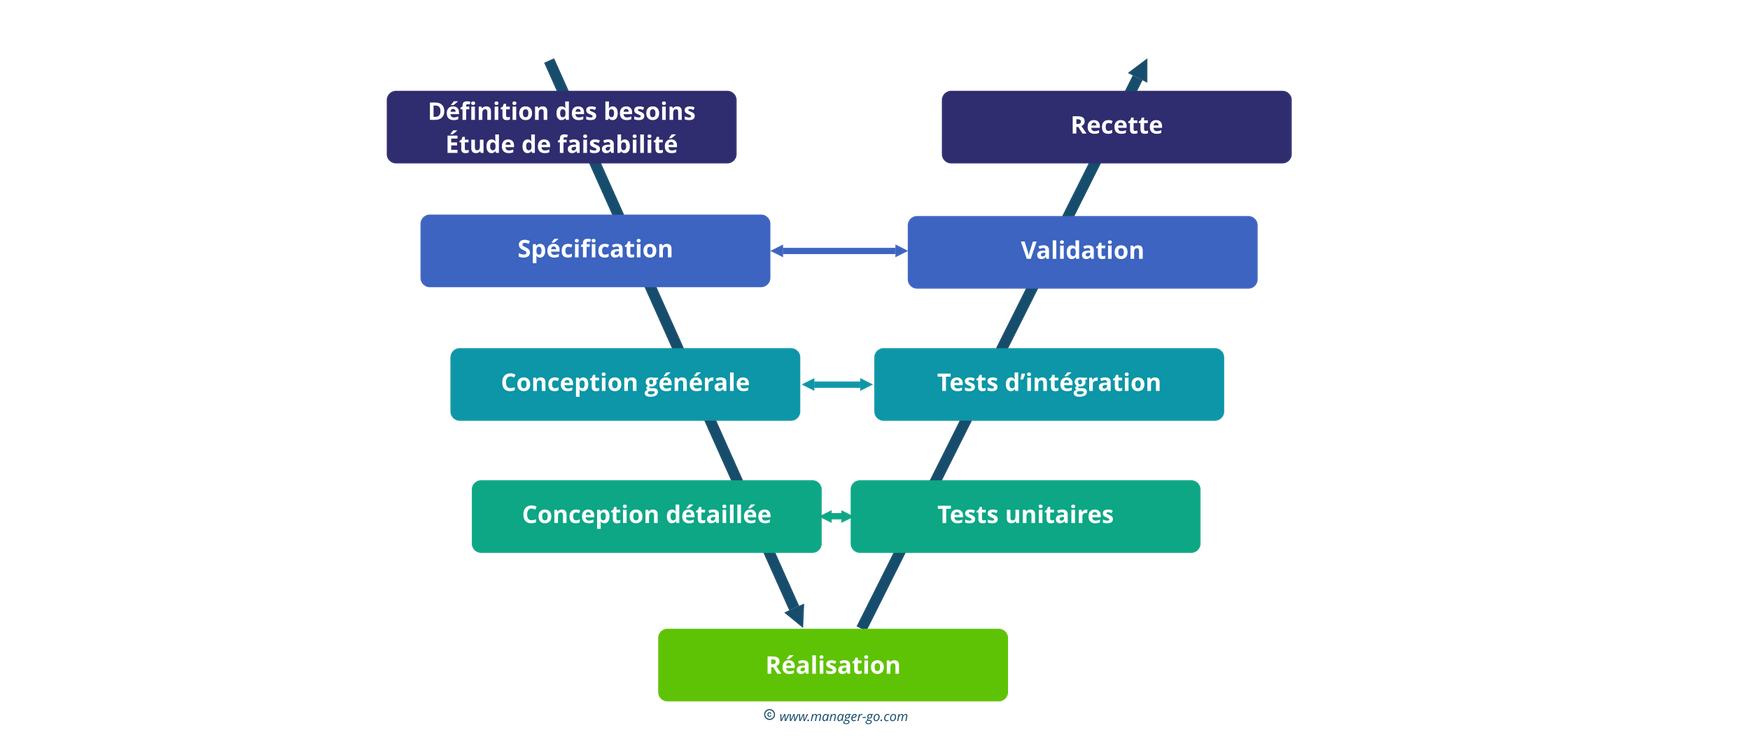 Définition des besoins
Étude de faisabilité
Recette
Spécification
Validation
Conception générale
Tests d’intégration
Conception détaillée
Tests unitaires
Réalisation
© www.manager-go.com